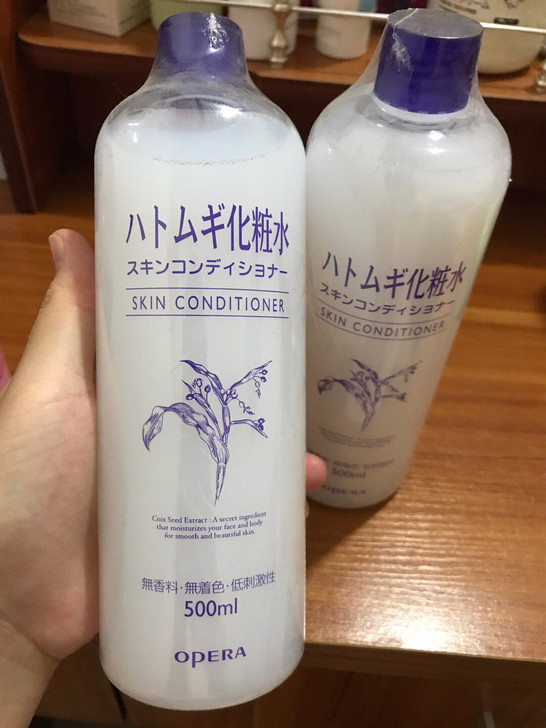 ハトムギ化粧水
スキンコンディショナー
SKIN CONDITIONER
Coix Seed Extract : A secret ingredient
that moisturizes your face and body
for smooth and beautiful skin.
無香料・無着色・低刺激性
500ml
OPERA
ハトムギ化粧水
スキンコンディショナー
SKIN CONDITIONER
500ml
OPERA